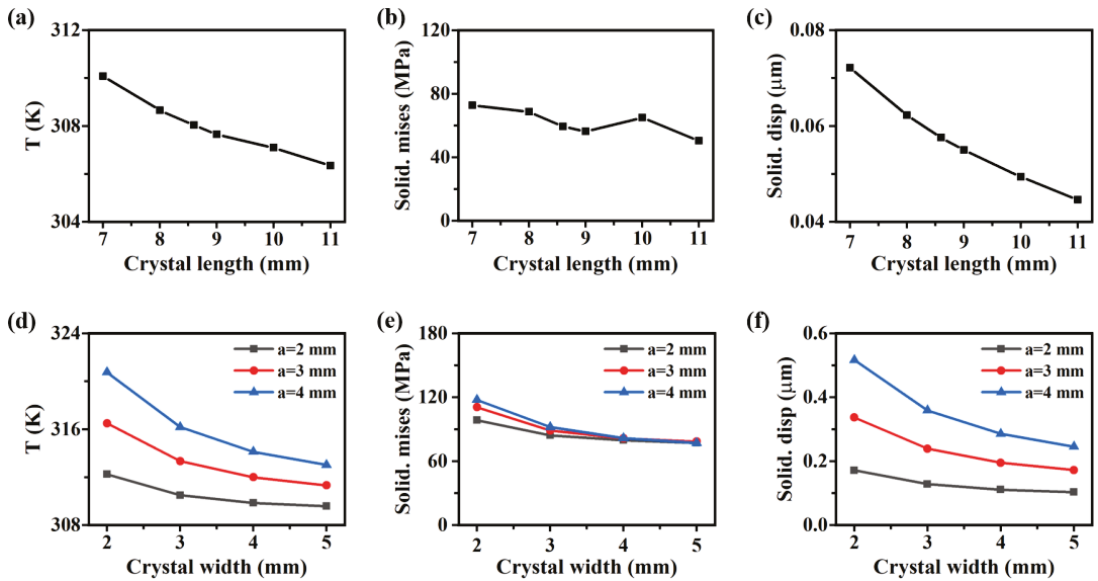 (a)
312
308
304
T (K)
7 8 9 10 11
Crystal length (mm)
(b)
120
80
40
0
Solid. mises (MPa)
7 8 9 10 11
Crystal length (mm)
(c)
0.08
0.06
0.04
Solid. disp (μm)
7 8 9 10 11
Crystal length (mm)
(d)
324
316
308
T (K)
a=2 mm
a=3 mm
a=4 mm
2 3 4 5
Crystal width (mm)
(e)
180
120
60
0
Solid. mises (MPa)
a=2 mm
a=3 mm
a=4 mm
2 3 4 5
Crystal width (mm)
(f)
0.6
0.4
0.2
0.0
Solid. disp (μm)
a=2 mm
a=3 mm
a=4 mm
2 3 4 5
Crystal width (mm)